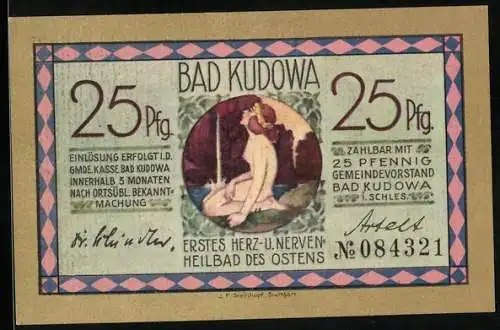 BAD KUDOWA
25 Pfg.
25 Pfg.
EINLÖSUNG ERFOLGT I.D.
GMDE. KASSE, BAD KUDOWA
INNERHALB 3 MONATEN
NACH ORTSÜBL. BEKANNT-
MACHUNG
ZAHLBAR MIT
25 PFENNIG
GEMEINDEVORSTAND
BAD KUDOWA
I. SCHLES.
ERSTES HERZ-U. NERVEN-
HEILBAD DES OSTENS
№ 084321
Stuttgart